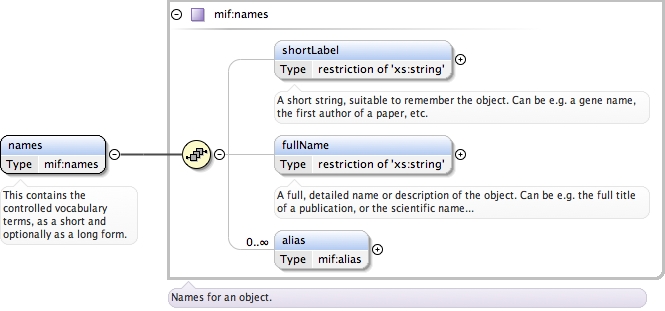 mif:names
shortLabel
Type restriction of 'xs:string'
A short string, suitable to remember the object. Can be e.g. a gene name,
the first author of a paper, etc.
names
Type mif:names
This contains the
controlled vocabulary
terms, as a short and
optionally as a long form.
fullName
Type restriction of 'xs:string'
A full, detailed name or description of the object. Can be e.g. the full title
of a publication, or the scientific name...
0..∞
alias
Type mif:alias
Names for an object.